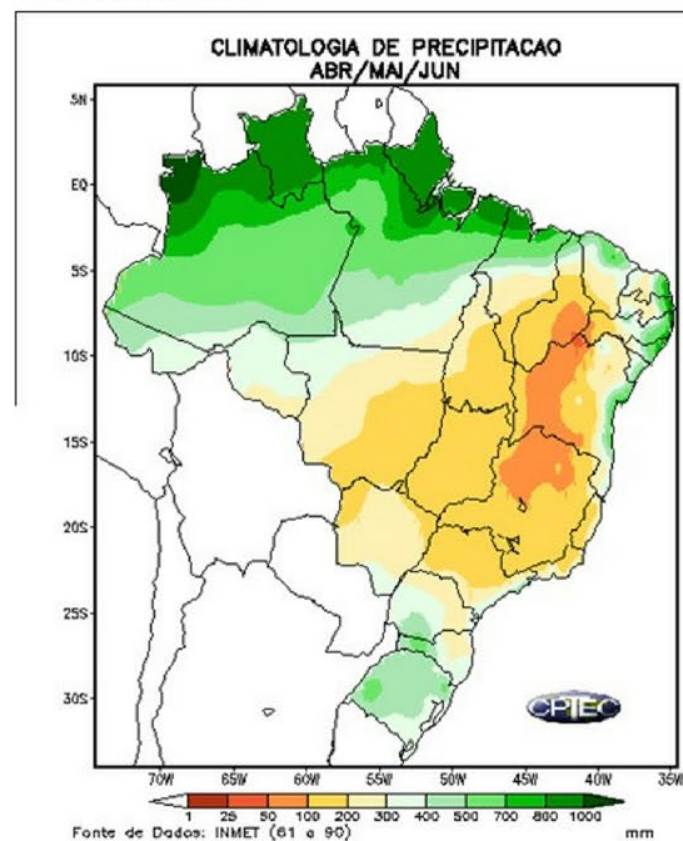 CLIMATOLOGIA DE PRECIPITACAO
ABR/MAI/JUN
5N
EQ
5S
10S
15S
20S
25S
30S
CPTEC
70W 65W 60W 55W 50W 45W 40W 35W
1 25 50 100 200 300 400 500 700 800 1000
Fonte de Dados: INMET (61 a 90) mm